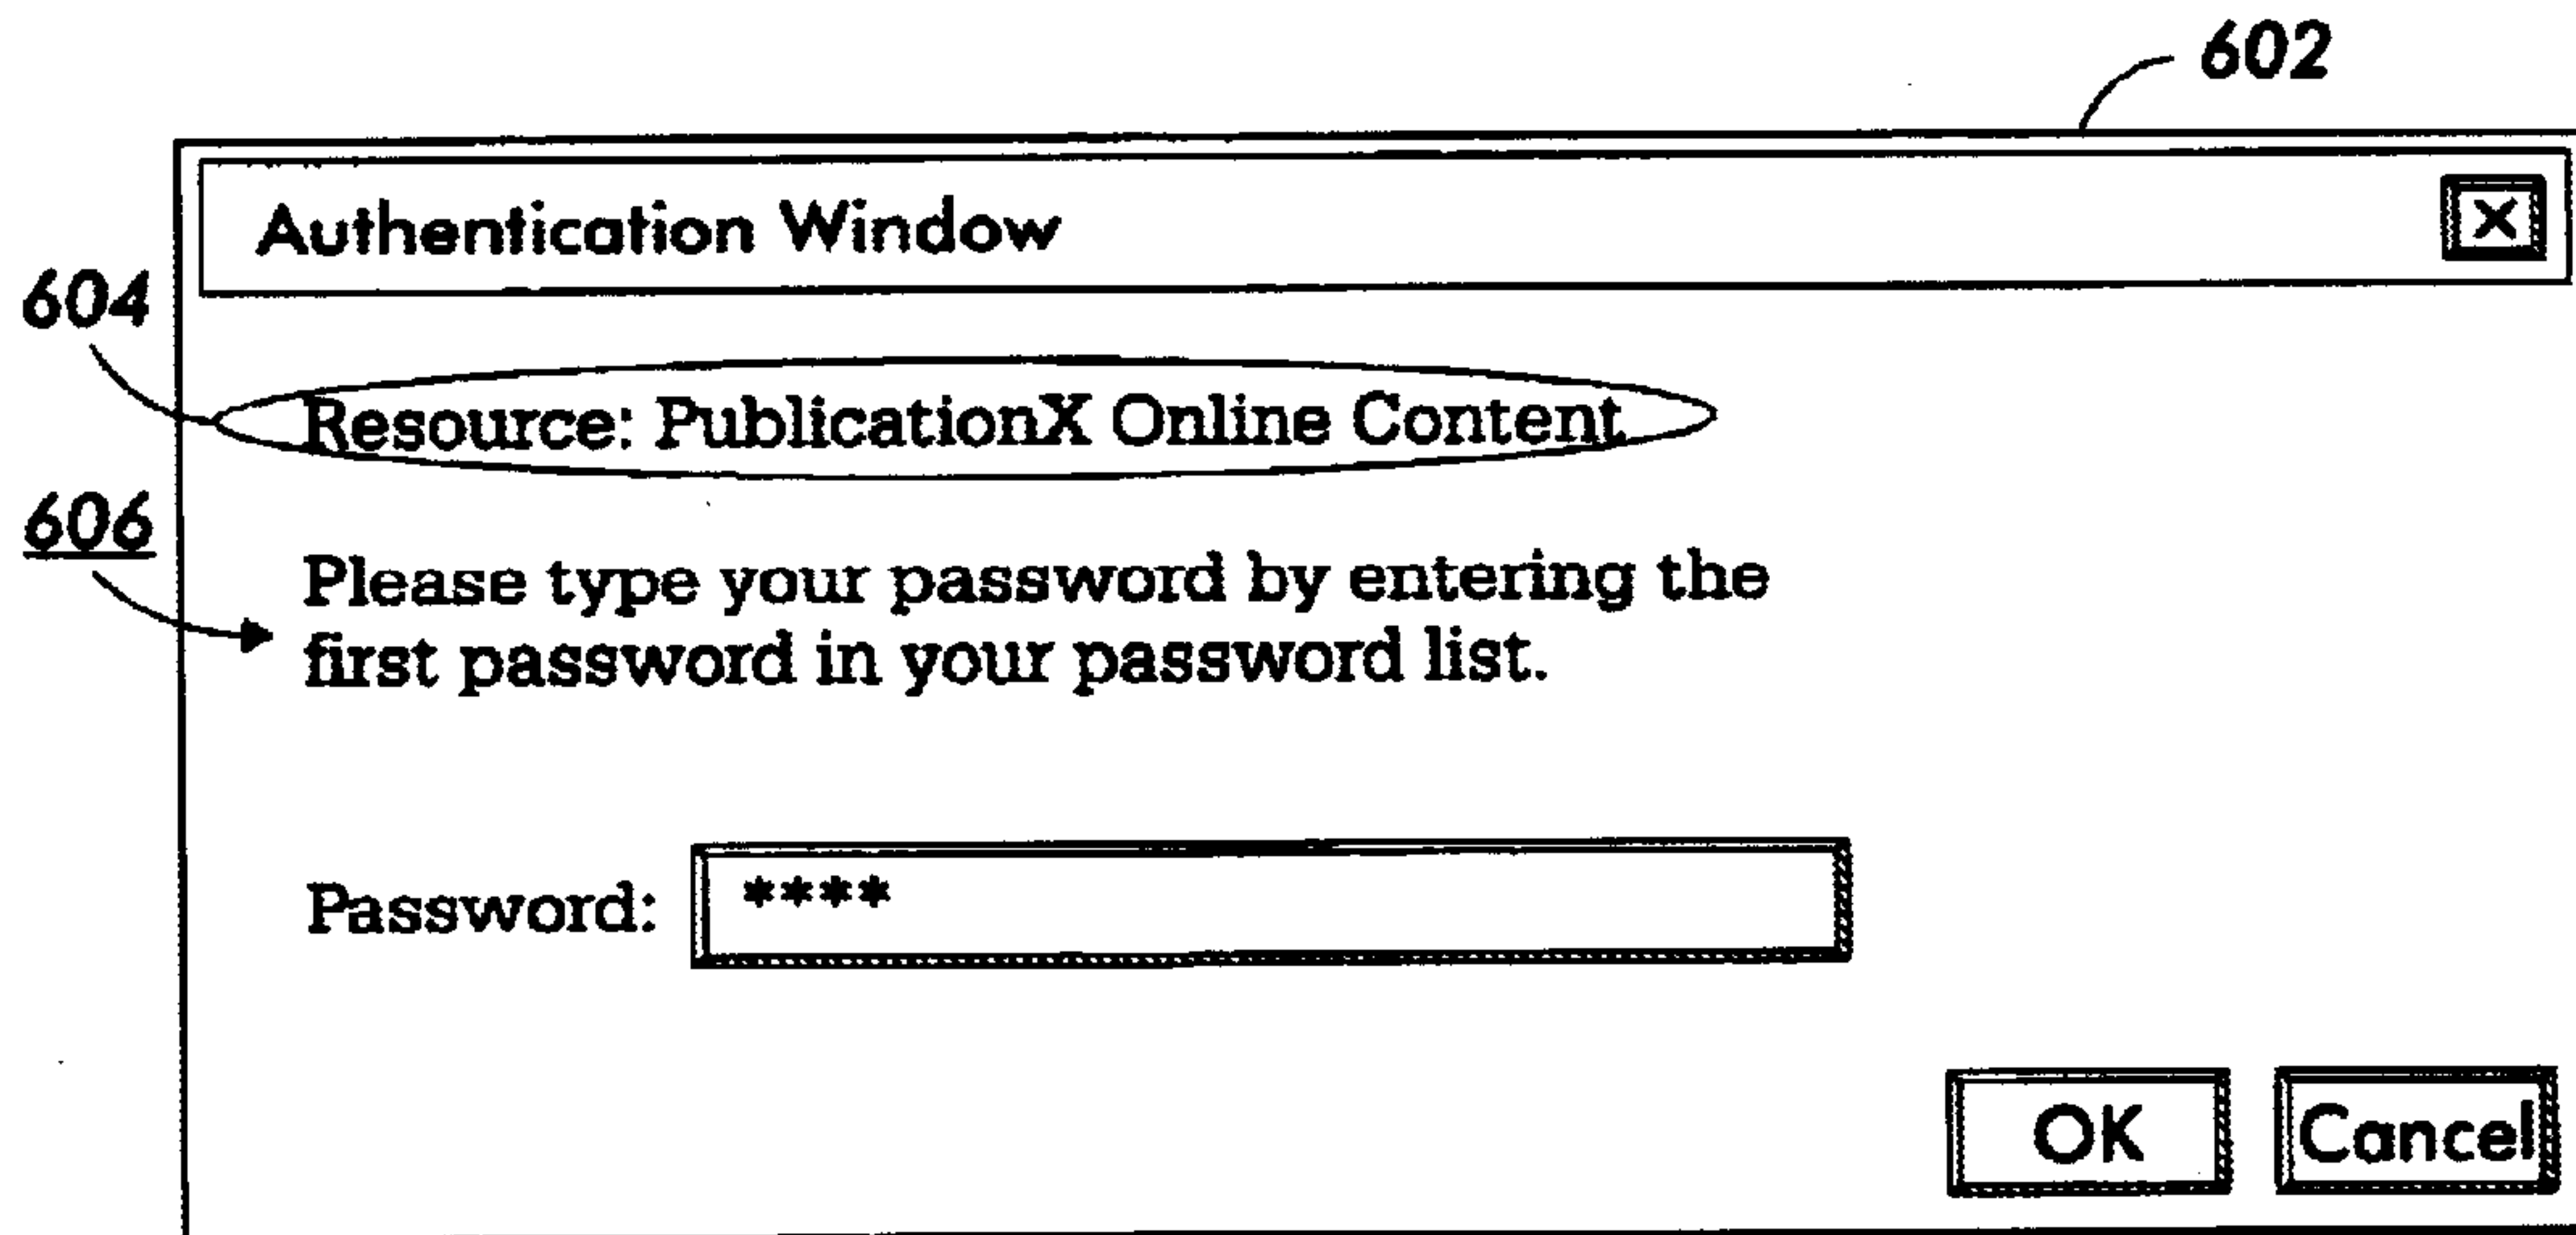 602
Authentication Window X
604
Resource: PublicationX Online Content
606
Please type your password by entering the
first password in your password list.
Password: ****
OK Cancel